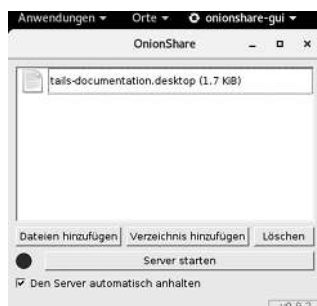 Anwendungen ▾ Orte ▾ onionshare-gui ▾
OnionShare
tails-documentation.desktop (1.7 KiB)
Dateien hinzufügen Verzeichnis hinzufügen Löschen
Server starten
Den Server automatisch anhalten